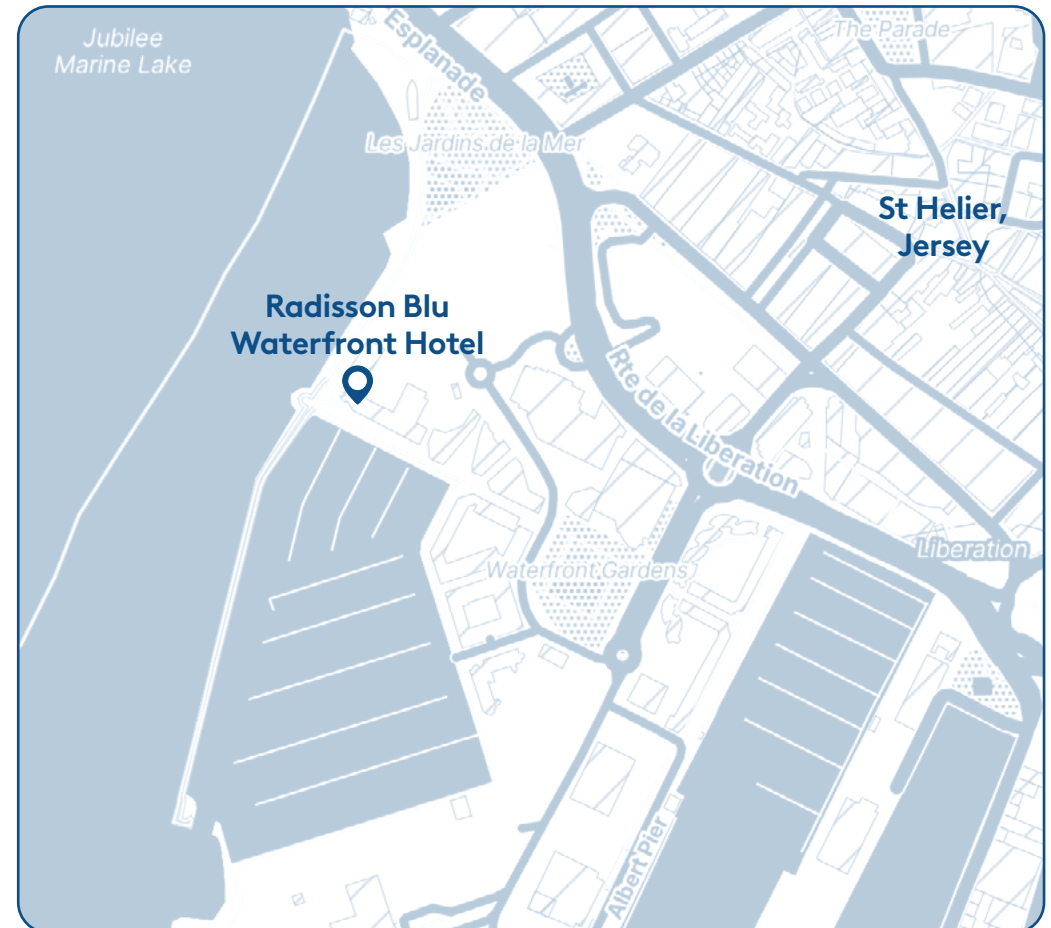 Jubilee
Marine Lake
Esplanade
The Parade
Les Jardins de la Mer
St Helier,
Jersey
Radisson Blu
Waterfront Hotel
Rte de la Liberation
Liberation
Waterfront Gardens
Albert Pier